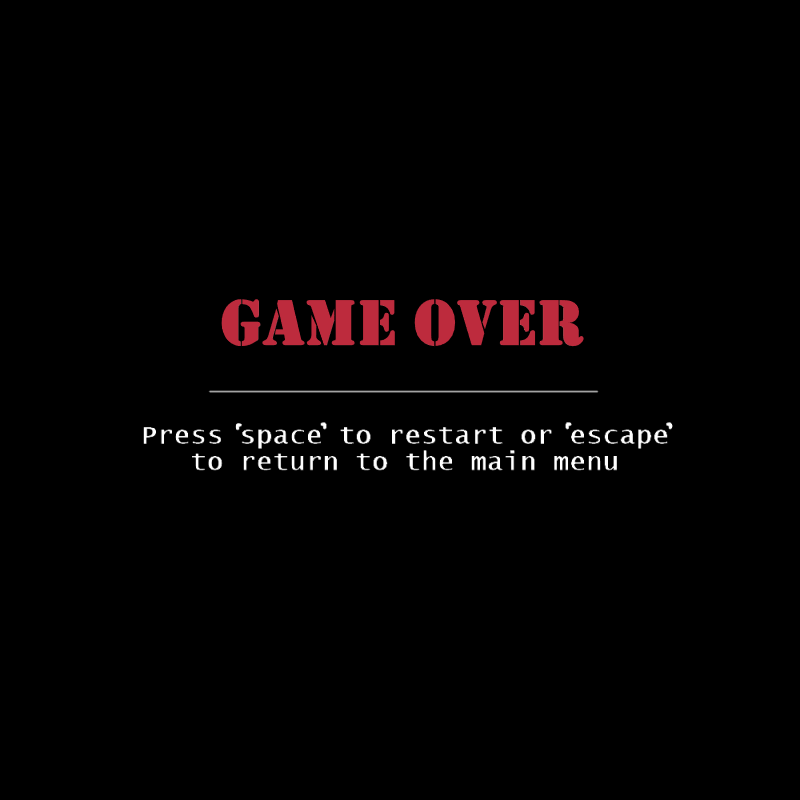 GAME OVER
Press 'space' to restart or 'escape'
to return to the main menu